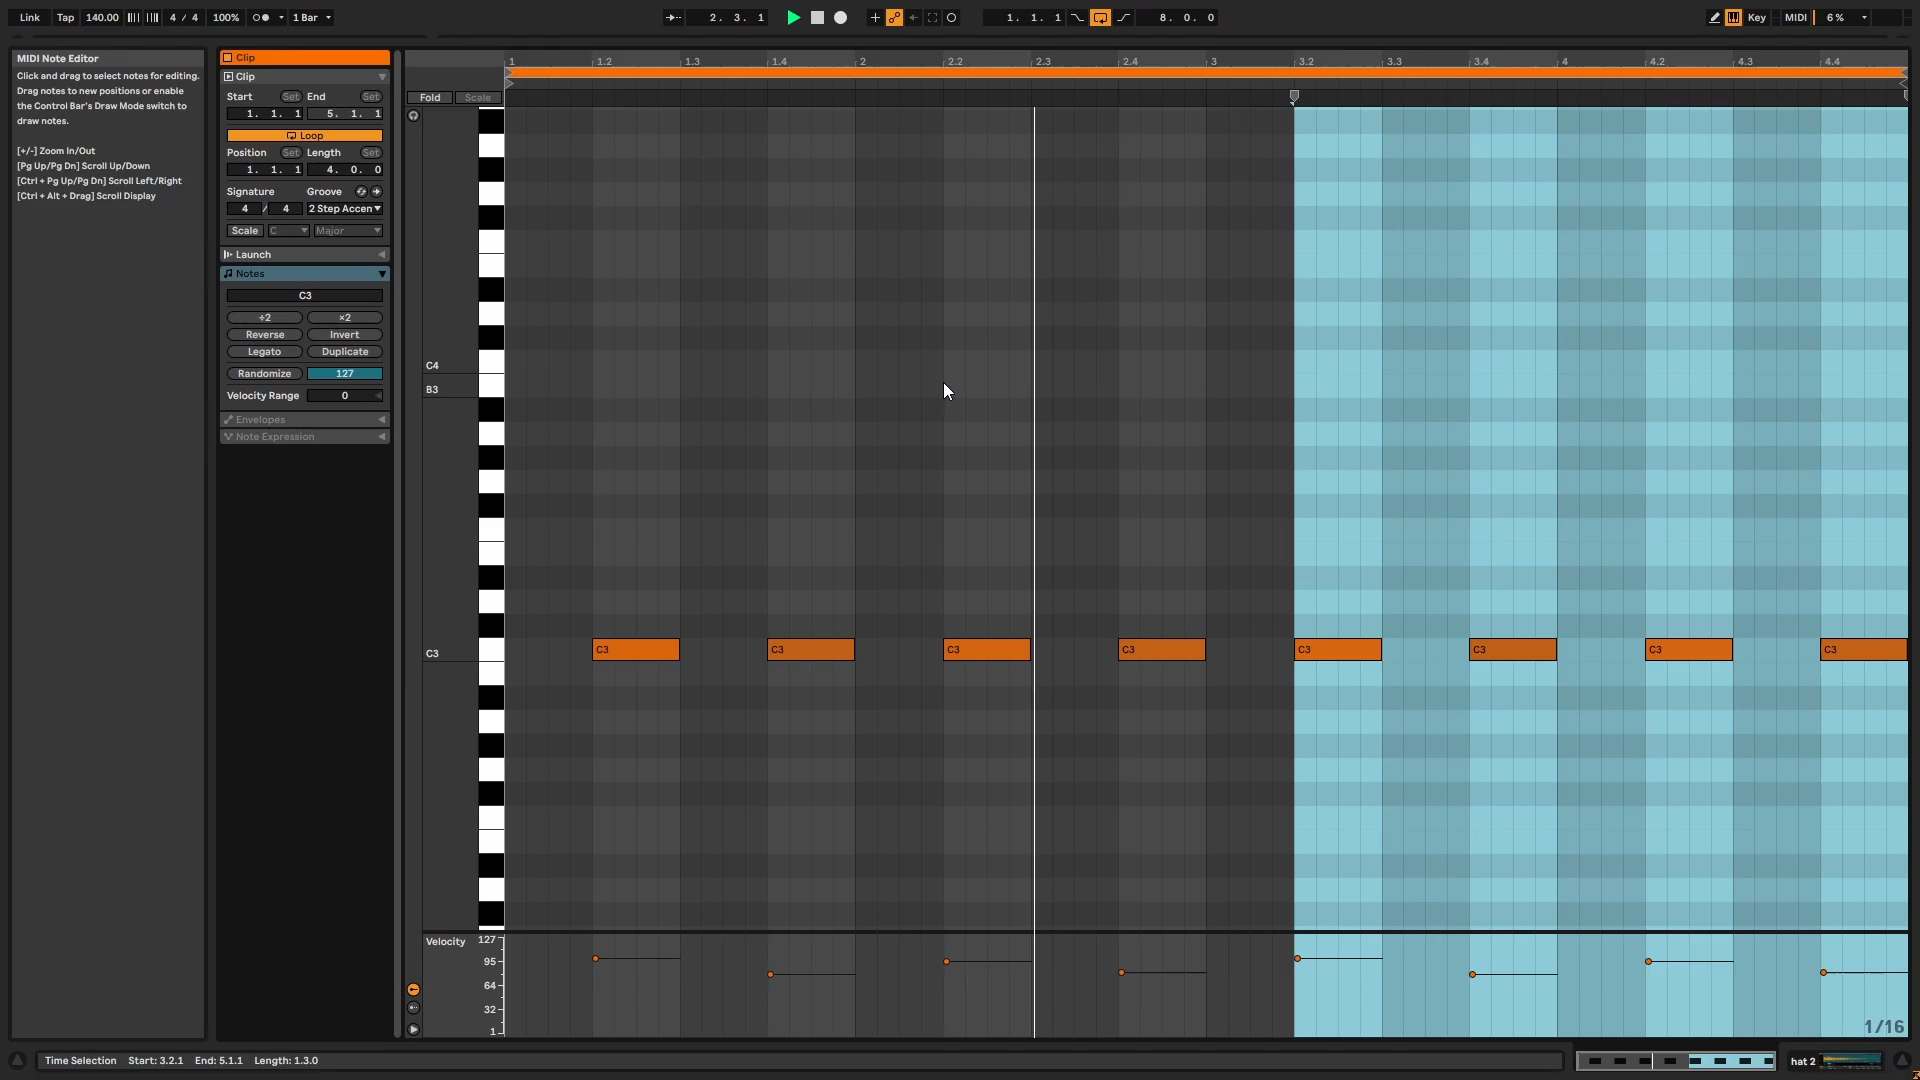 Link Tap 140.00 4 / 4 100% 1 Bar 2. 3. 1 1. 1. 1 8. 0. 0 Key MIDI 6 %
MIDI Note Editor
Click and drag to select notes for editing.
Drag notes to new positions or enable
the Control Bar's Draw Mode switch to
draw notes.
[+/-] Zoom In/Out
[Pg Up/Pg Dn] Scroll Up/Down
[Ctrl + Pg Up/Pg Dn] Scroll Left/Right
[Ctrl + Alt + Drag] Scroll Display
Clip
Clip
Start Set End Set
1. 1. 1 5. 1. 1
Loop
Position Set Length Set
1. 1. 1 4. 0. 0
Signature Groove
4 / 4 2 Step Accen
Scale C Major
Launch
Notes
C3
÷2 ×2
Reverse Invert
Legato Duplicate
Randomize 127
Velocity Range 0
Envelopes
Note Expression
1 1.2 1.3 1.4 2 2.2 2.3 2.4 3 3.2 3.3 3.4 4 4.2 4.3 4.4
Fold Scale
C4
B3
C3 C3 C3 C3 C3 C3 C3 C3 C3
Velocity 127
95
64
32
1
1/16
Time Selection Start: 3.2.1 End: 5.1.1 Length: 1.3.0
hat 2